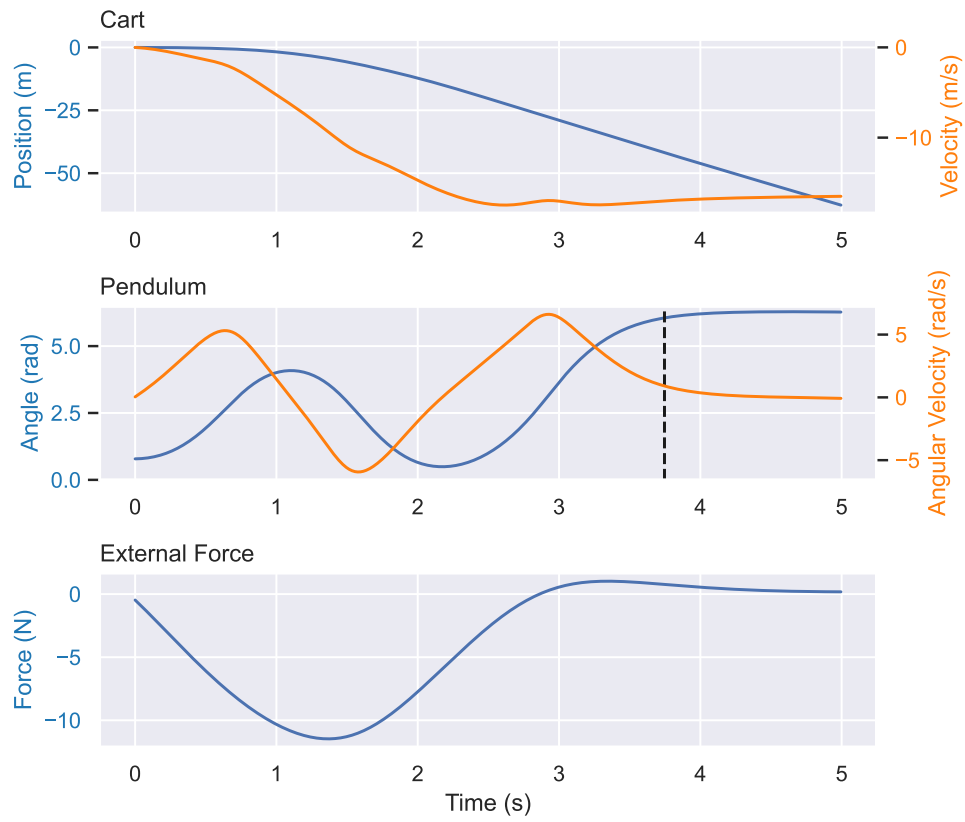 Cart
Position (m)
0
−25
−50
Velocity (m/s)
0
−10
0 1 2 3 4 5
Pendulum
Angle (rad)
5.0
2.5
0.0
Angular Velocity (rad/s)
5
0
−5
0 1 2 3 4 5
External Force
Force (N)
0
−5
−10
0 1 2 3 4 5
Time (s)